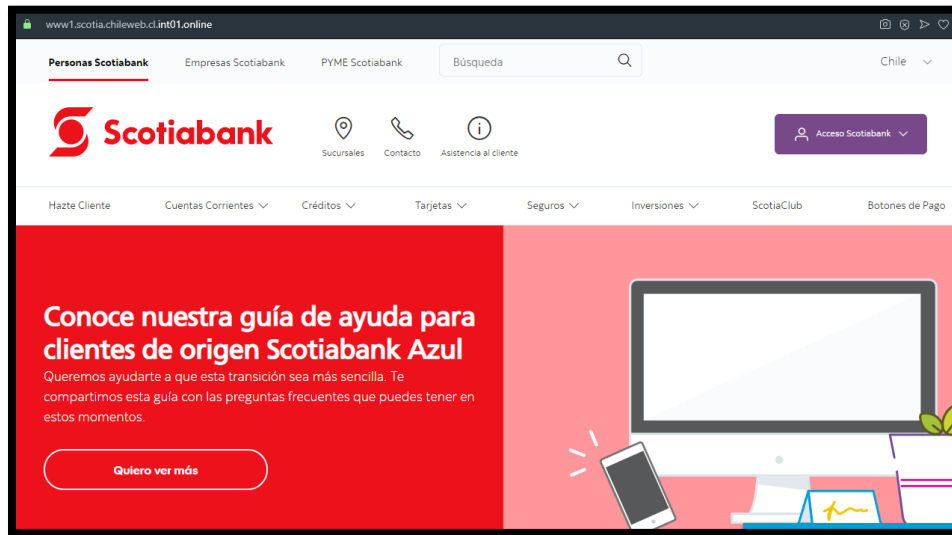 www1.scotia.chileweb.cl.int01.online
Personas Scotiabank Empresas Scotiabank PYME Scotiabank Búsqueda Chile
Scotiabank
Sucursales Contacto Asistencia al cliente
Acceso Scotiabank
Hazte Cliente Cuentas Corrientes Créditos Tarjetas Seguros Inversiones ScotiaClub Botones de Pago
Conoce nuestra guía de ayuda para
clientes de origen Scotiabank Azul
Queremos ayudarte a que esta transición sea más sencilla. Te
compartimos esta guía con las preguntas frecuentes que puedes tener en
estos momentos.
Quiero ver más